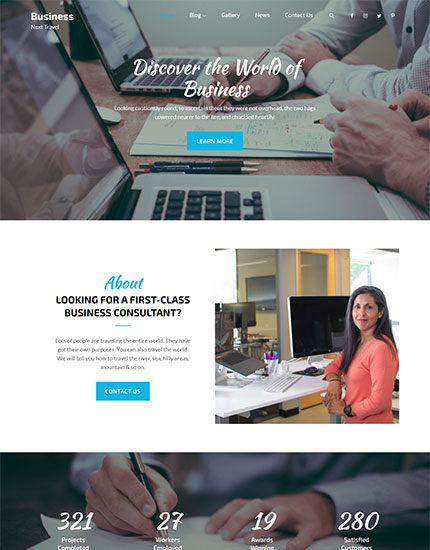 Business
Next Travel
Home Blog Gallery News Contact Us
Discover the World of
Business
Looking cautiously round, to ascertain that they were not overhead, the two hags
cowered nearer to the fire, and chuckled heartily.
LEARN MORE
About
LOOKING FOR A FIRST-CLASS
BUSINESS CONSULTANT?
Lots of people are traveling the entire world. They have
got their own purposes. You can also travel the world.
We will tell you how to travel the river, sea, hilly areas,
mountain & so on.
CONTACT US
321 27 19 280
Projects Workers Awards Satisfied
Completed Employed Winning Customers